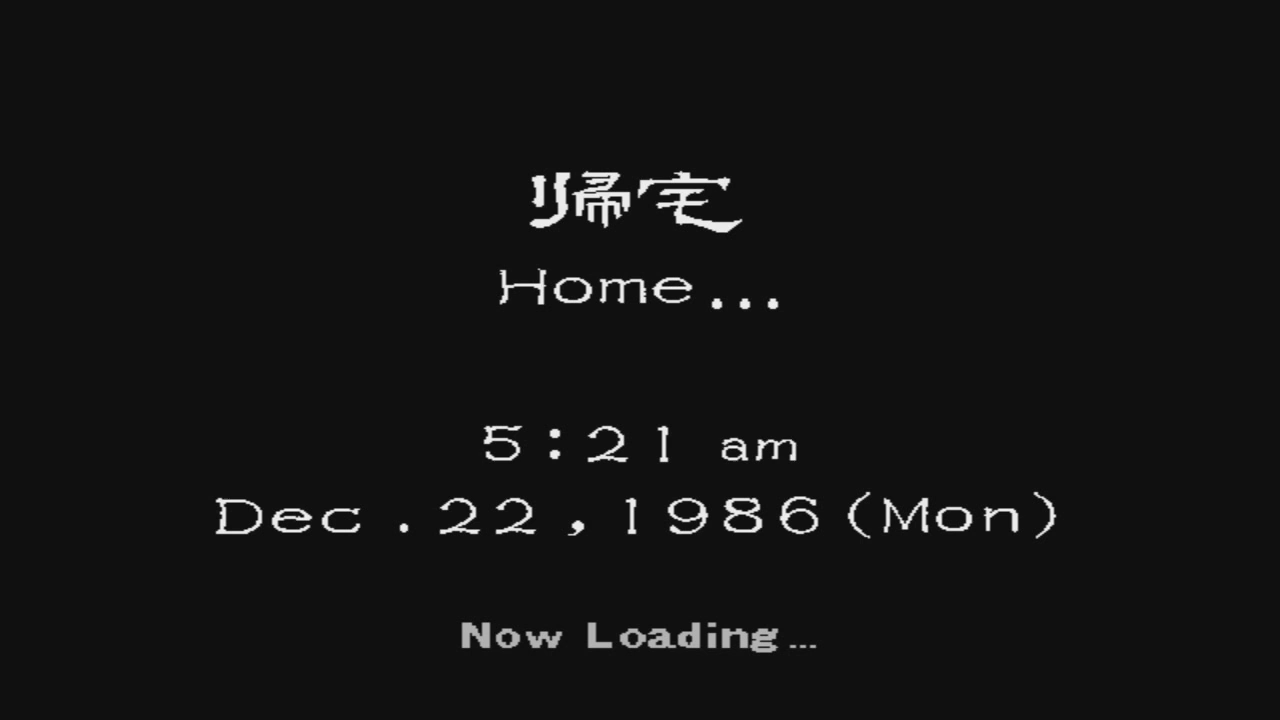 帰宅
Home...
5:21 am
Dec.22,1986(Mon)
Now Loading...